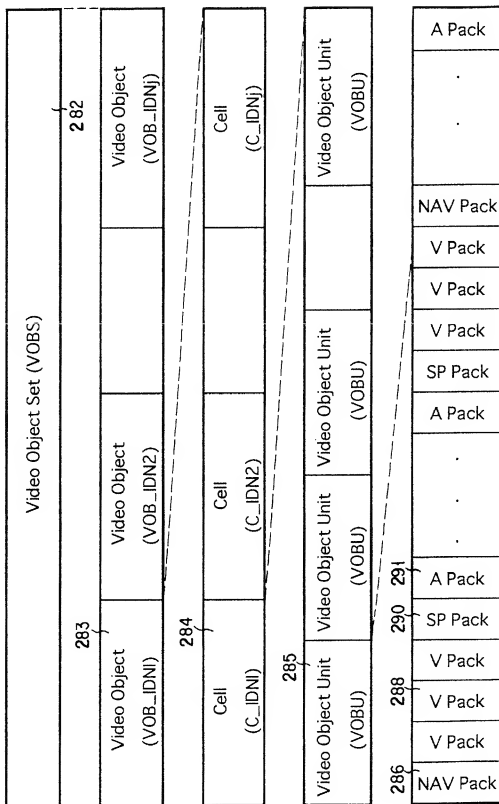 Video Object Set (VOBS)
282
283
Video Object
(VOB_IDN1)
Video Object
(VOB_IDN2)
Video Object
(VOB_IDNj)
284
Cell
(C_IDN1)
Cell
(C_IDN2)
Cell
(C_IDNj)
285
Video Object Unit
(VOBU)
Video Object Unit
(VOBU)
Video Object Unit
(VOBU)
Video Object Unit
(VOBU)
286
288
290
291
NAV Pack
V Pack
V Pack
V Pack
SP Pack
A Pack
. . .
A Pack
SP Pack
V Pack
V Pack
V Pack
NAV Pack
. .
A Pack